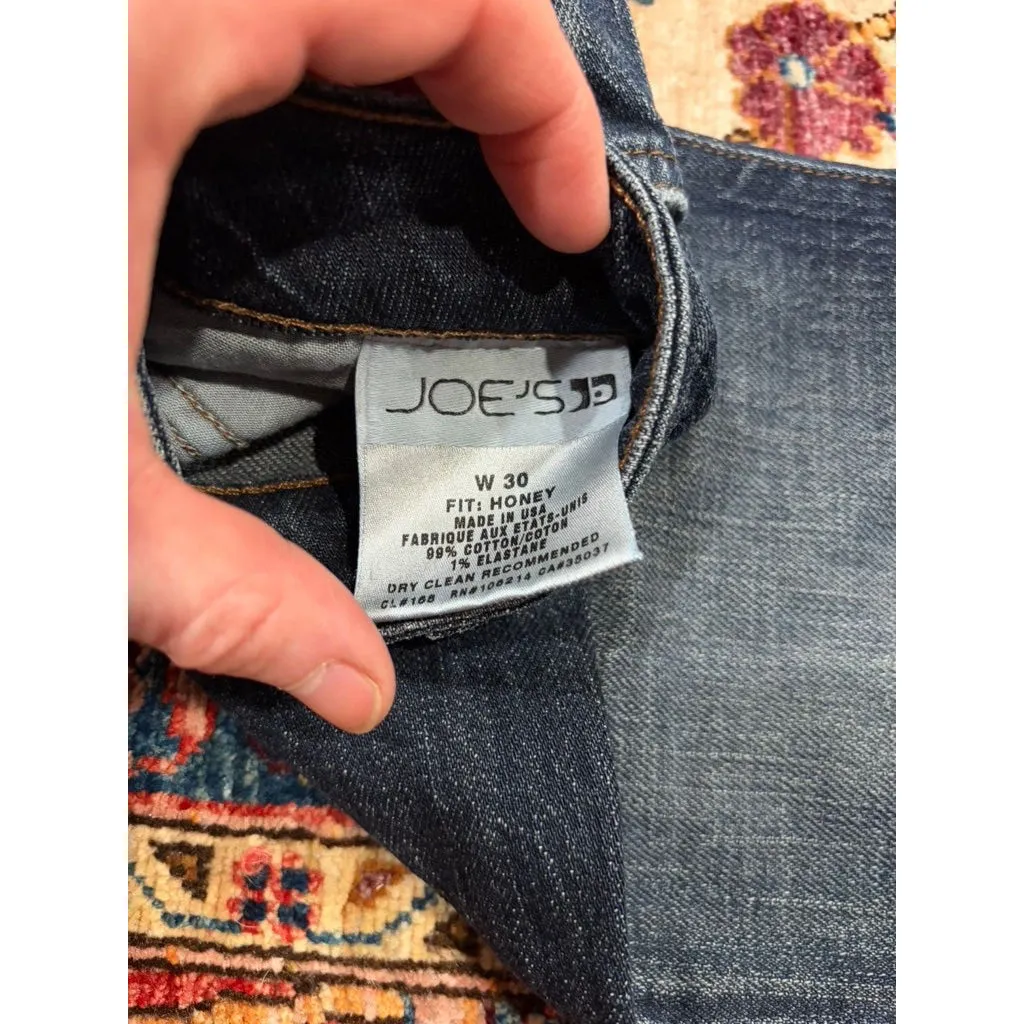 JOE'S
W 30
FIT: HONEY
MADE IN USA
FABRIQUE AUX ETATS-UNIS
99% COTTON/COTON
1% ELASTANE
DRY CLEAN RECOMMENDED
CL#168 RN#106214 CA#35037